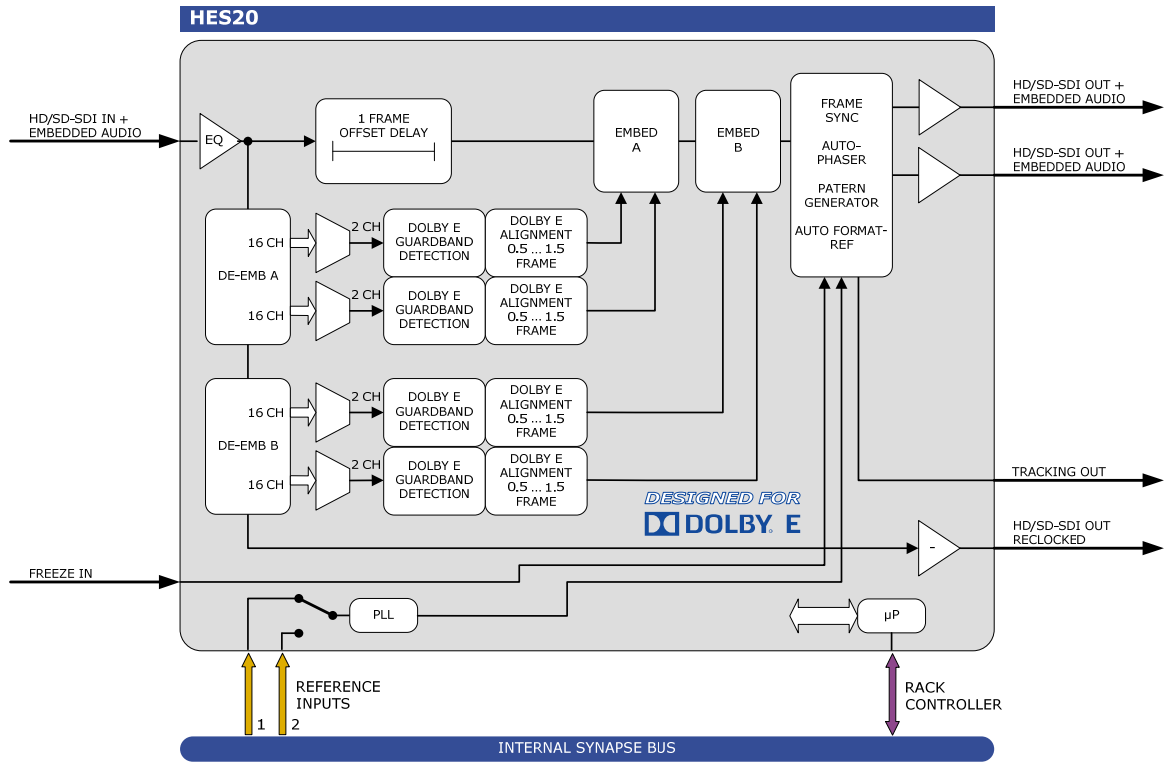 HES20
HD/SD-SDI IN +
EMBEDDED AUDIO
EQ
1 FRAME
OFFSET DELAY
EMBED
A
EMBED
B
FRAME
SYNC
AUTO-
PHASER
PATERN
GENERATOR
AUTO FORMAT-
REF
HD/SD-SDI OUT +
EMBEDDED AUDIO
HD/SD-SDI OUT +
EMBEDDED AUDIO
16 CH
DE-EMB A
16 CH
2 CH
DOLBY E
GUARDBAND
DETECTION
DOLBY E
ALIGNMENT
0.5 ... 1.5
FRAME
2 CH
DOLBY E
GUARDBAND
DETECTION
DOLBY E
ALIGNMENT
0.5 ... 1.5
FRAME
16 CH
DE-EMB B
16 CH
2 CH
DOLBY E
GUARDBAND
DETECTION
DOLBY E
ALIGNMENT
0.5 ... 1.5
FRAME
2 CH
DOLBY E
GUARDBAND
DETECTION
DOLBY E
ALIGNMENT
0.5 ... 1.5
FRAME
DESIGNED FOR
DOLBY® E
TRACKING OUT
HD/SD-SDI OUT
RECLOCKED
-
FREEZE IN
PLL
µP
REFERENCE
INPUTS
1
2
RACK
CONTROLLER
INTERNAL SYNAPSE BUS